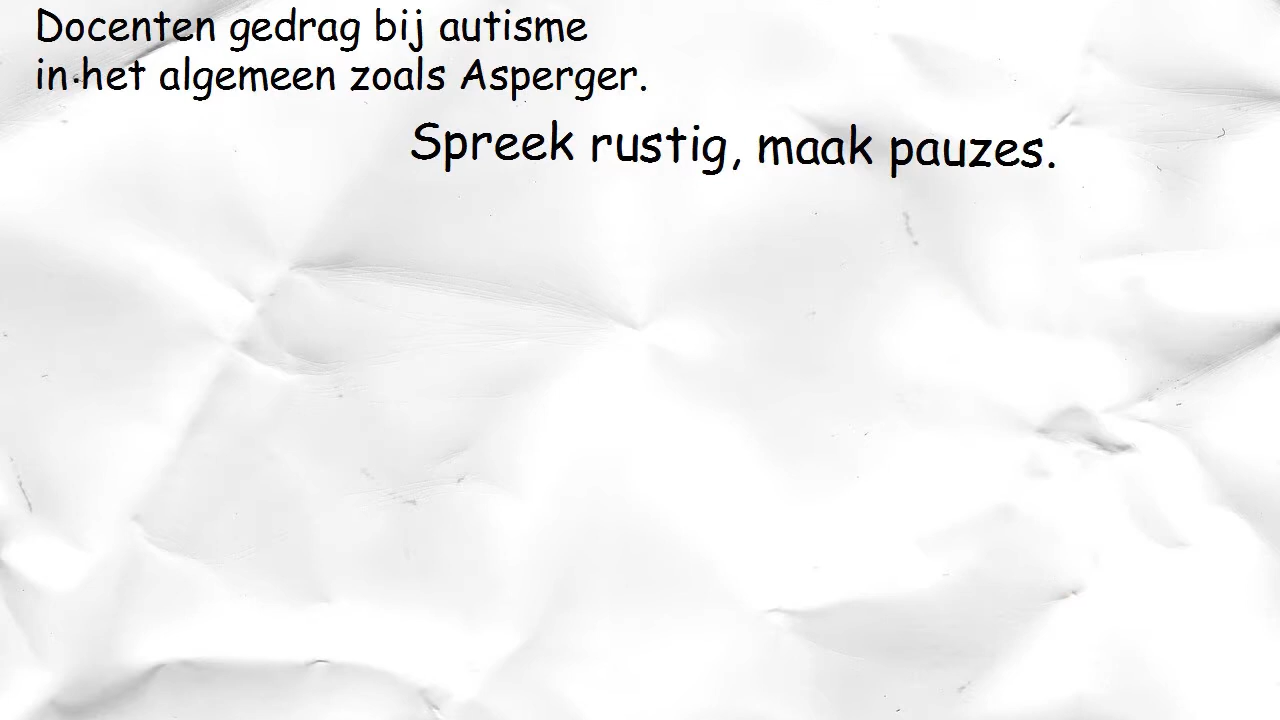 Docenten gedrag bij autisme
in het algemeen zoals Asperger.
Spreek rustig, maak pauzes.